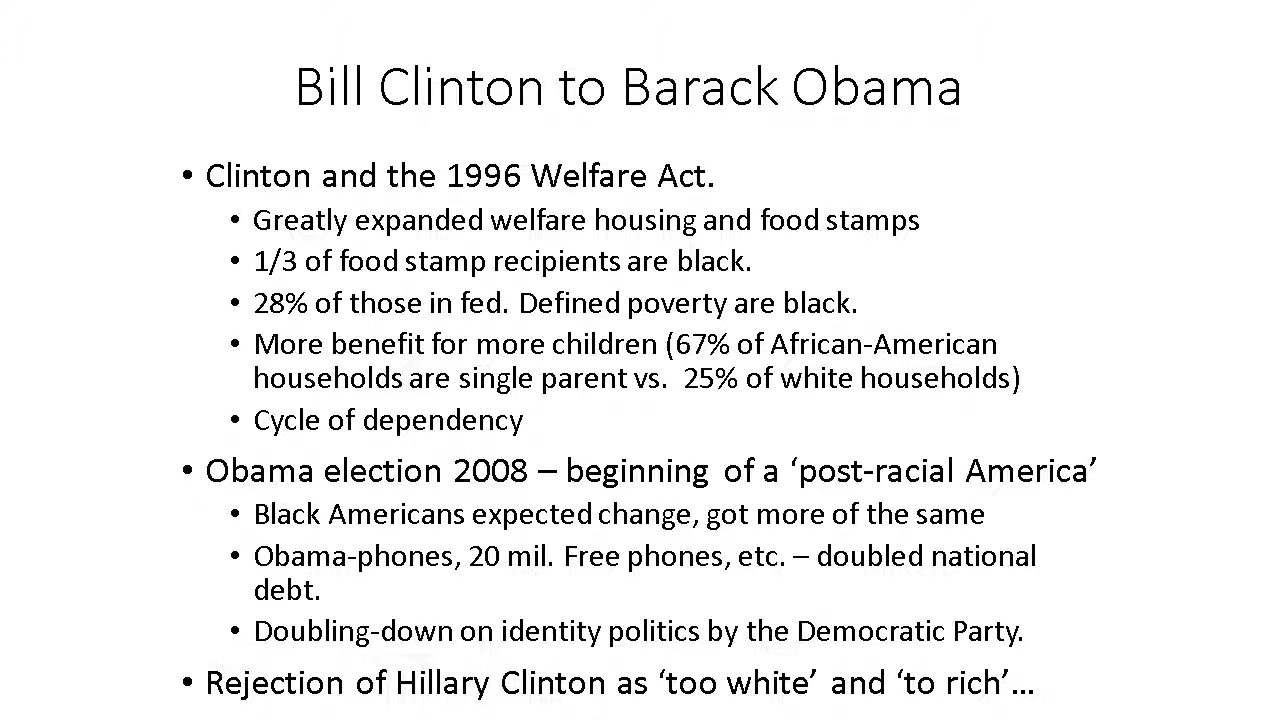 Bill Clinton to Barack Obama
• Clinton and the 1996 Welfare Act.
• Greatly expanded welfare housing and food stamps
• 1/3 of food stamp recipients are black.
• 28% of those in fed. Defined poverty are black.
• More benefit for more children (67% of African-American
households are single parent vs. 25% of white households)
• Cycle of dependency
• Obama election 2008 – beginning of a ‘post-racial America’
• Black Americans expected change, got more of the same
• Obama-phones, 20 mil. Free phones, etc. – doubled national
debt.
• Doubling-down on identity politics by the Democratic Party.
• Rejection of Hillary Clinton as ‘too white’ and ‘to rich’…